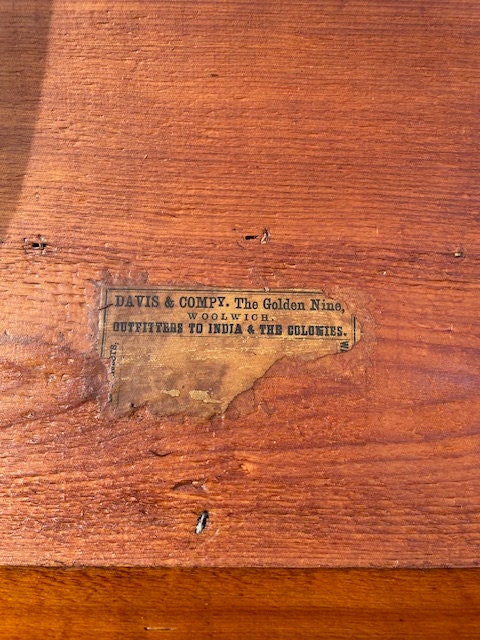 DAVIS & COMPY. The Golden Nine,
WOOLWICH.
OUTFITTERS TO INDIA & THE COLONIES.